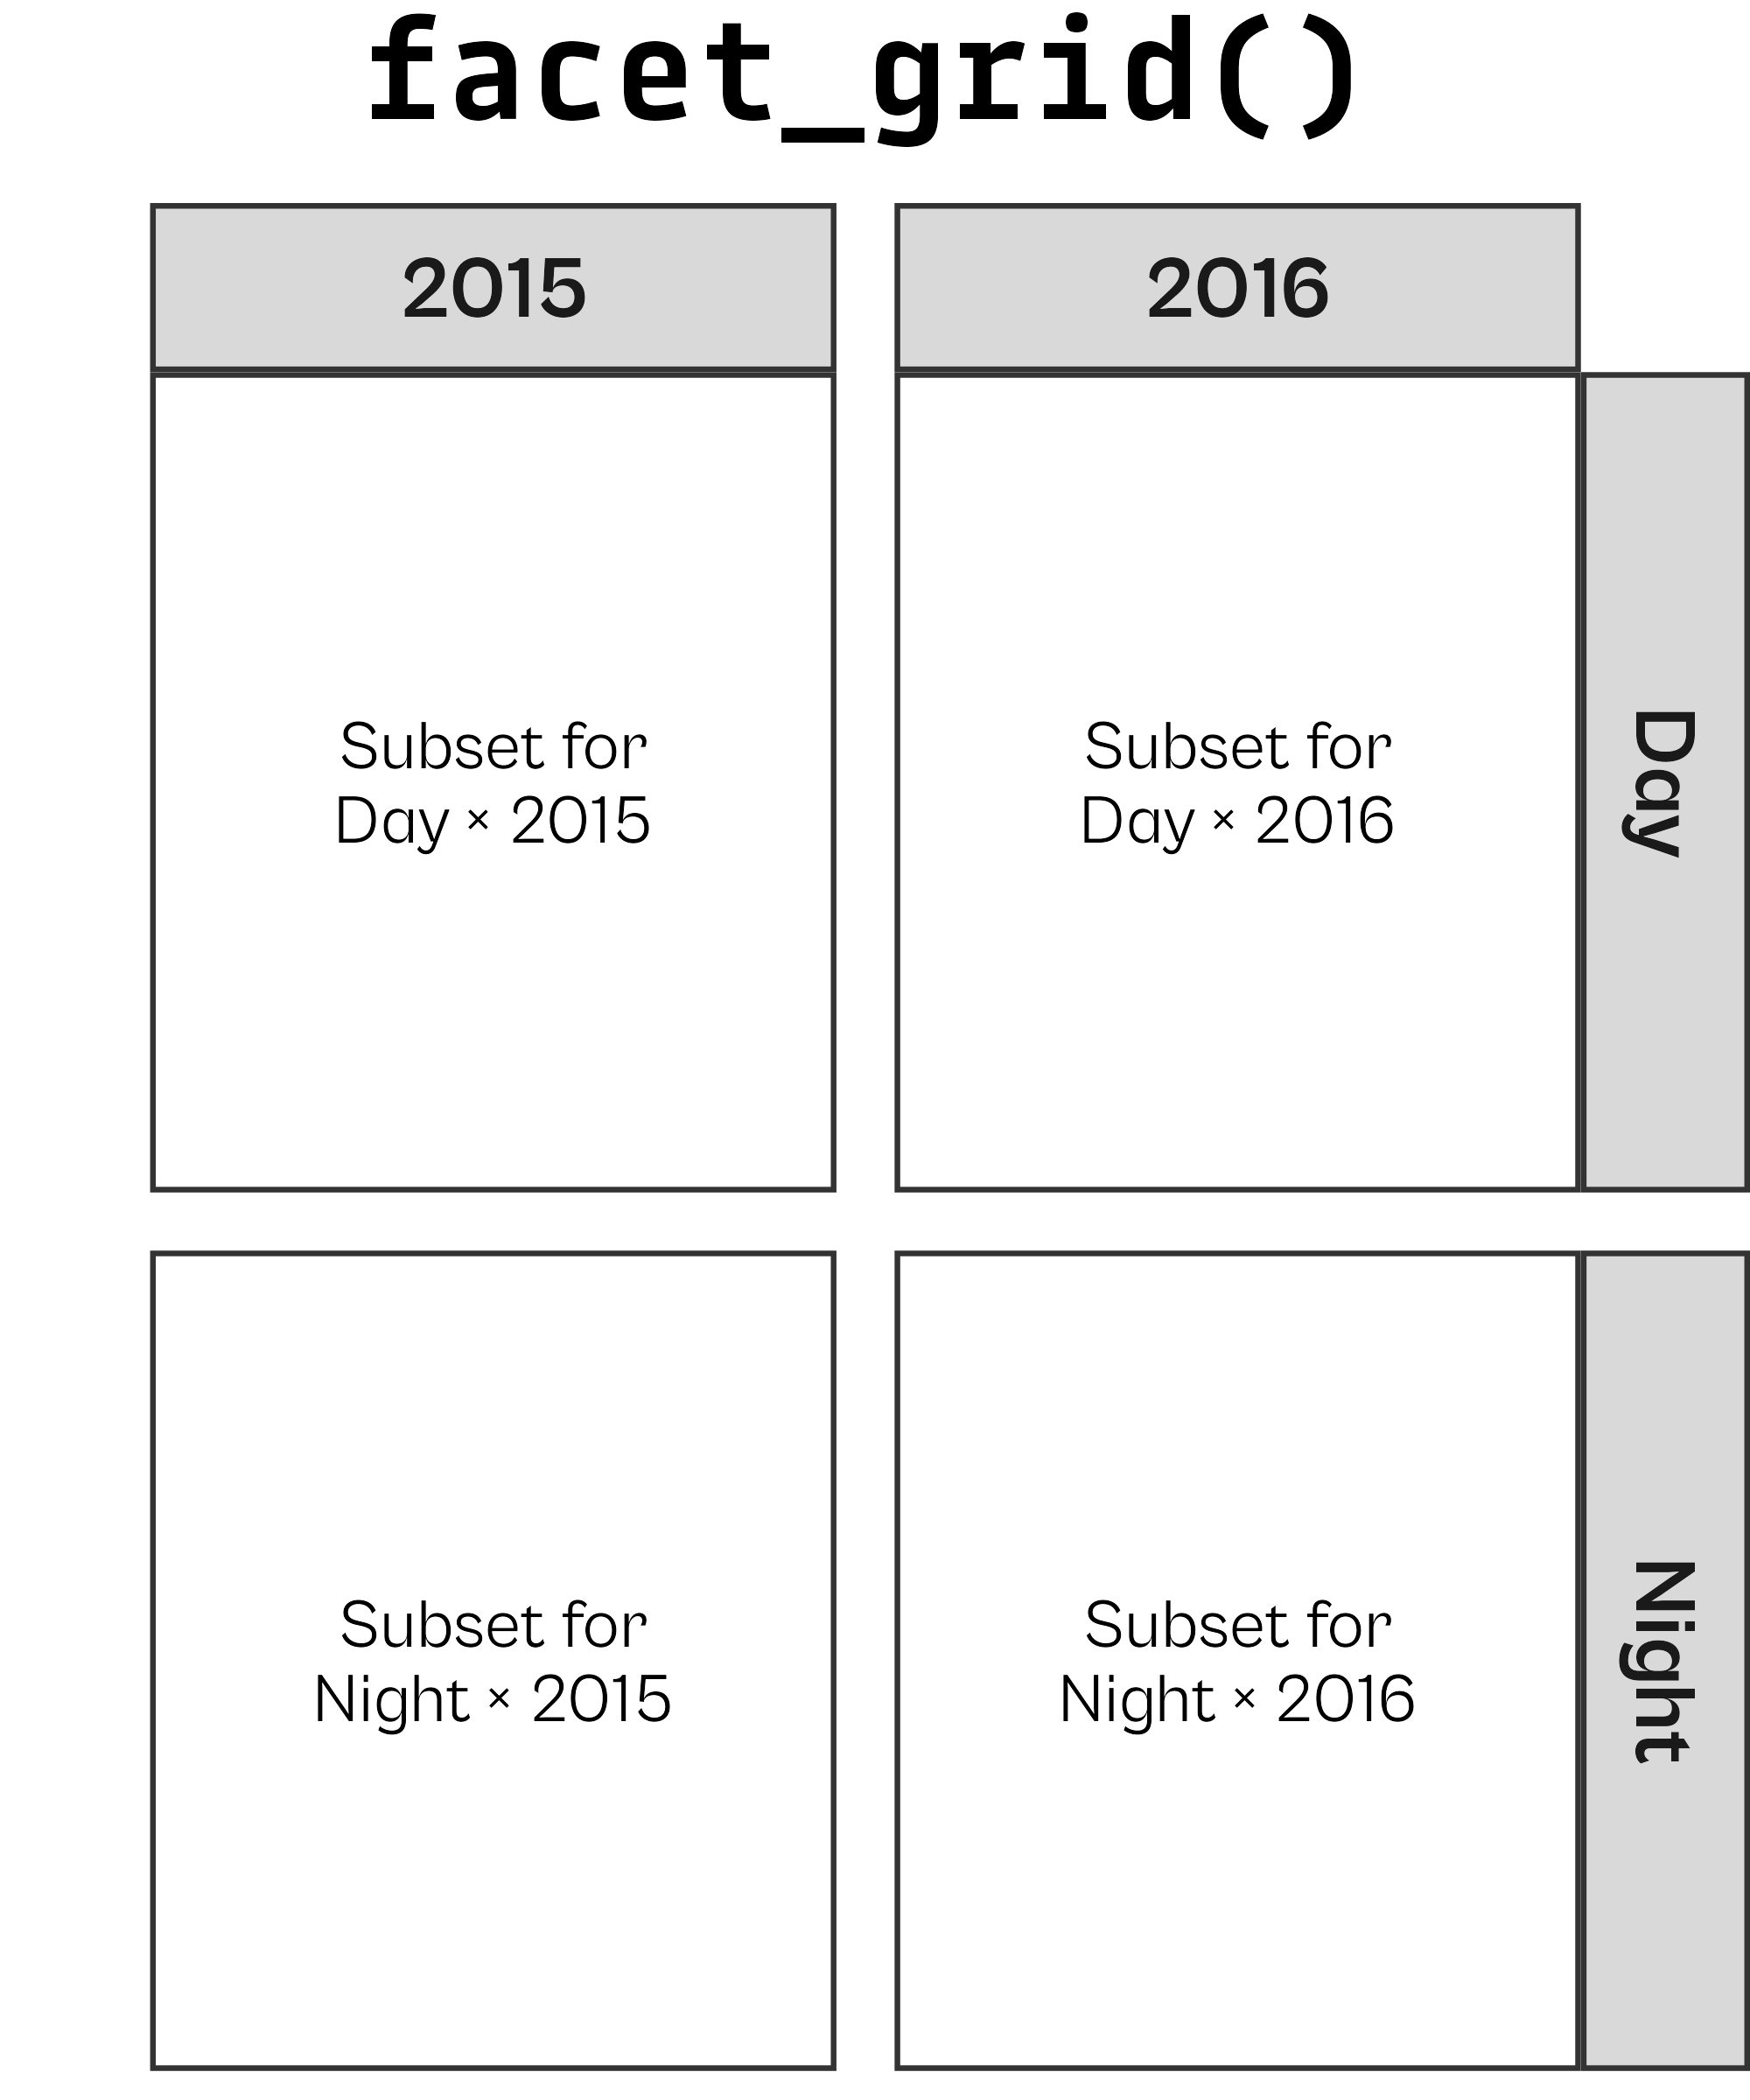 facet_grid()
2015
2016
Subset for
Day × 2015
Subset for
Day × 2016
Day
Subset for
Night × 2015
Subset for
Night × 2016
Night